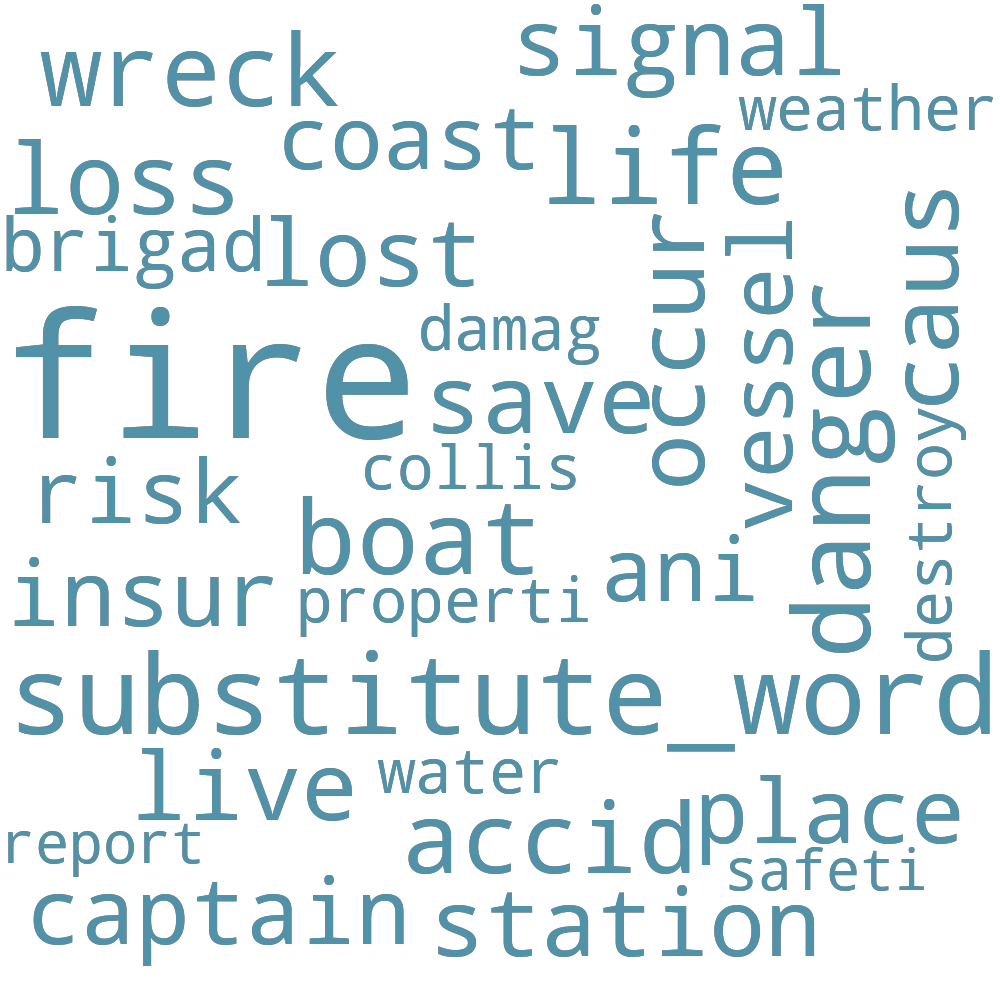 signal
wreck
weather
coast
life
loss
caus
brigad
lost
occur
vessel
fire
damag
danger
save
destroy
collis
risk
boat
ani
insur
properti
substitute_word
live
water
place
accid
report
safeti
captain
station